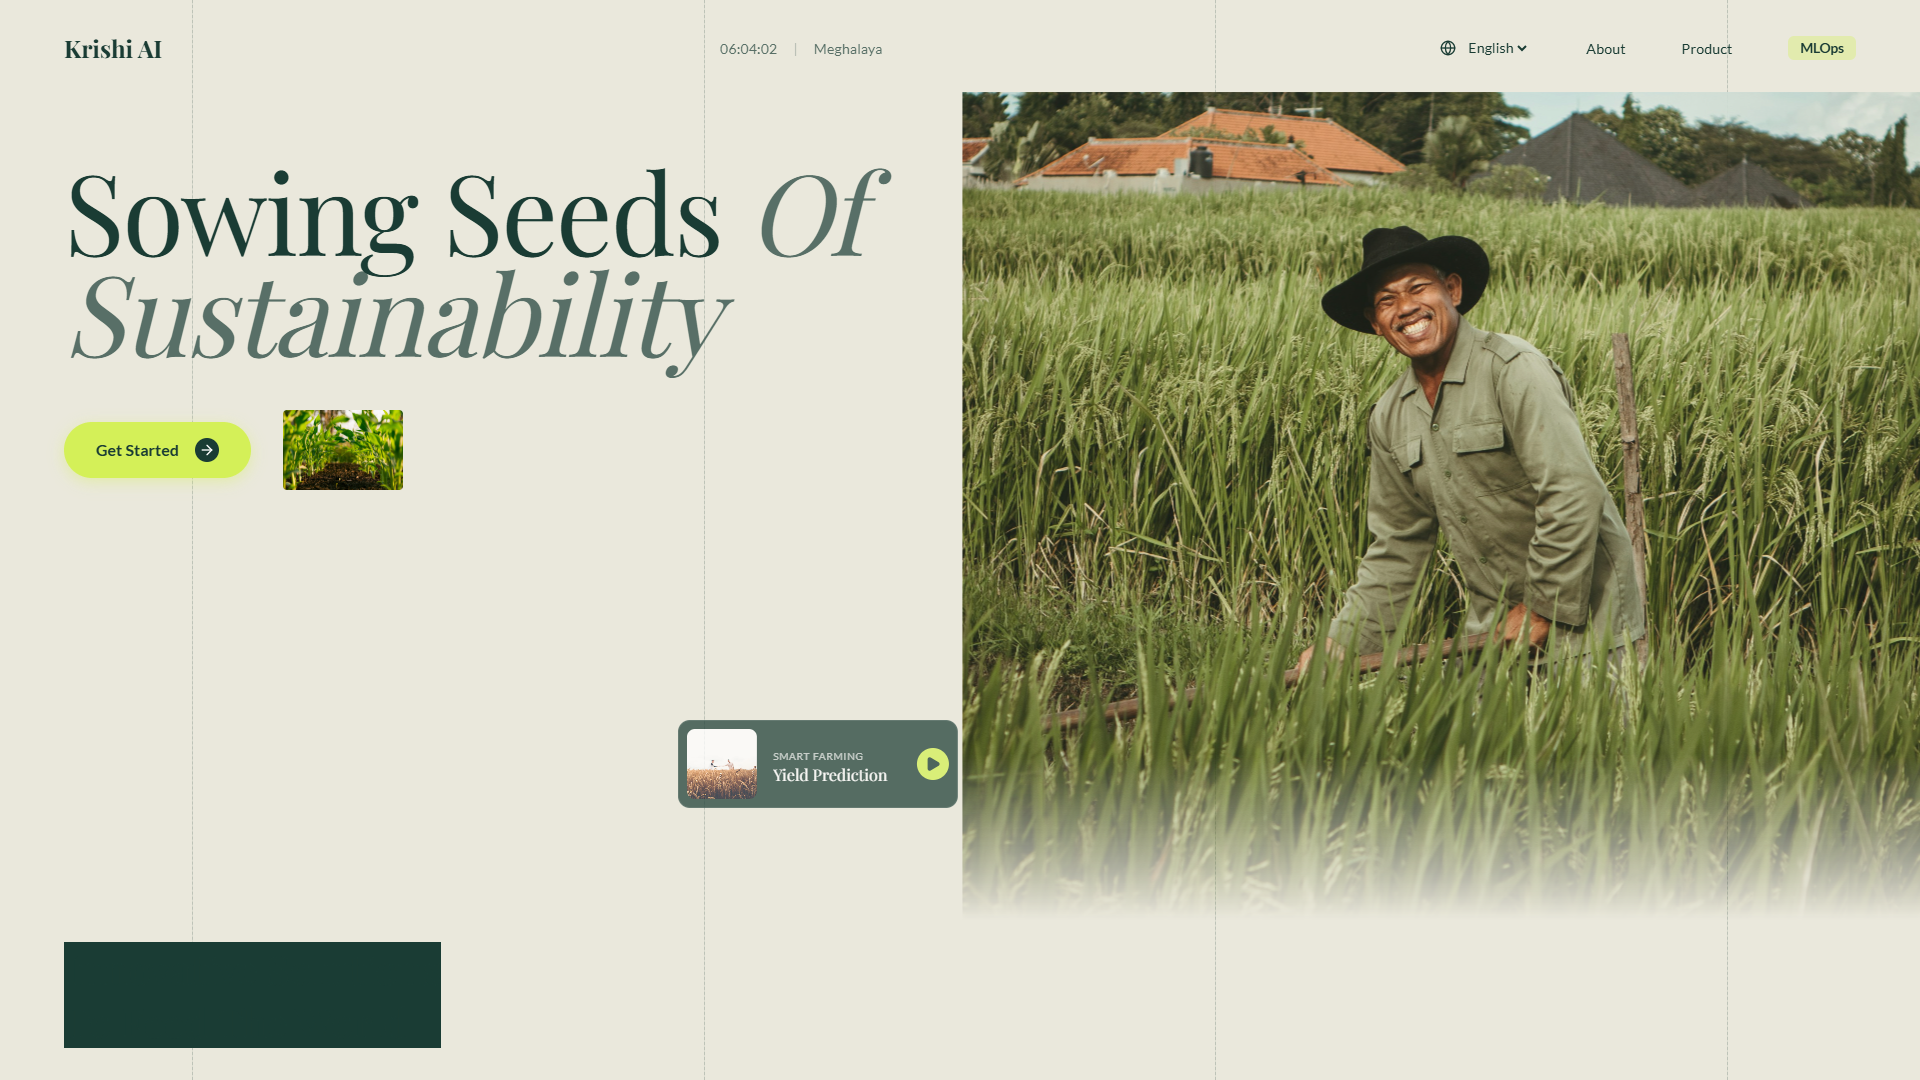 Krishi AI
06:04:02 | Meghalaya
English
About
Product
MLOps
Sowing Seeds Of
Sustainability
Get Started
SMART FARMING
Yield Prediction